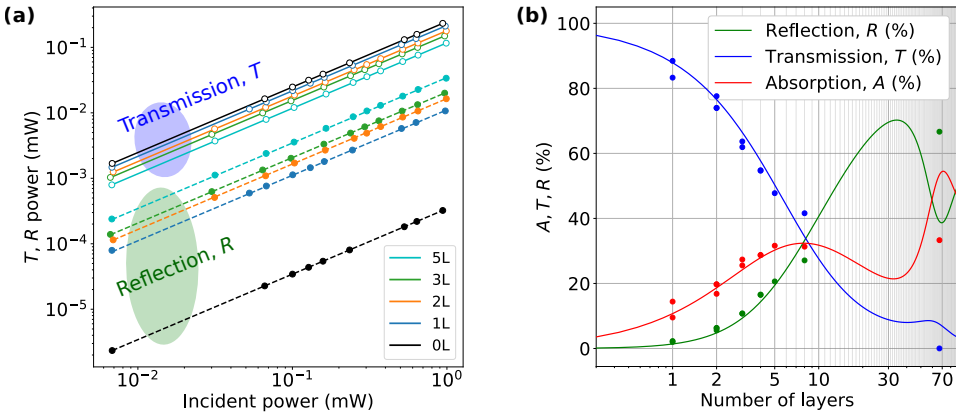 (a)
T, R power (mW)
10⁻¹
10⁻²
10⁻³
10⁻⁴
10⁻⁵
Transmission, T
Reflection, R
5L
3L
2L
1L
0L
10⁻² 10⁻¹ 10⁰
Incident power (mW)
(b)
A, T, R (%)
100
80
60
40
20
0
Reflection, R (%)
Transmission, T (%)
Absorption, A (%)
1 2 5 10 30 70
Number of layers